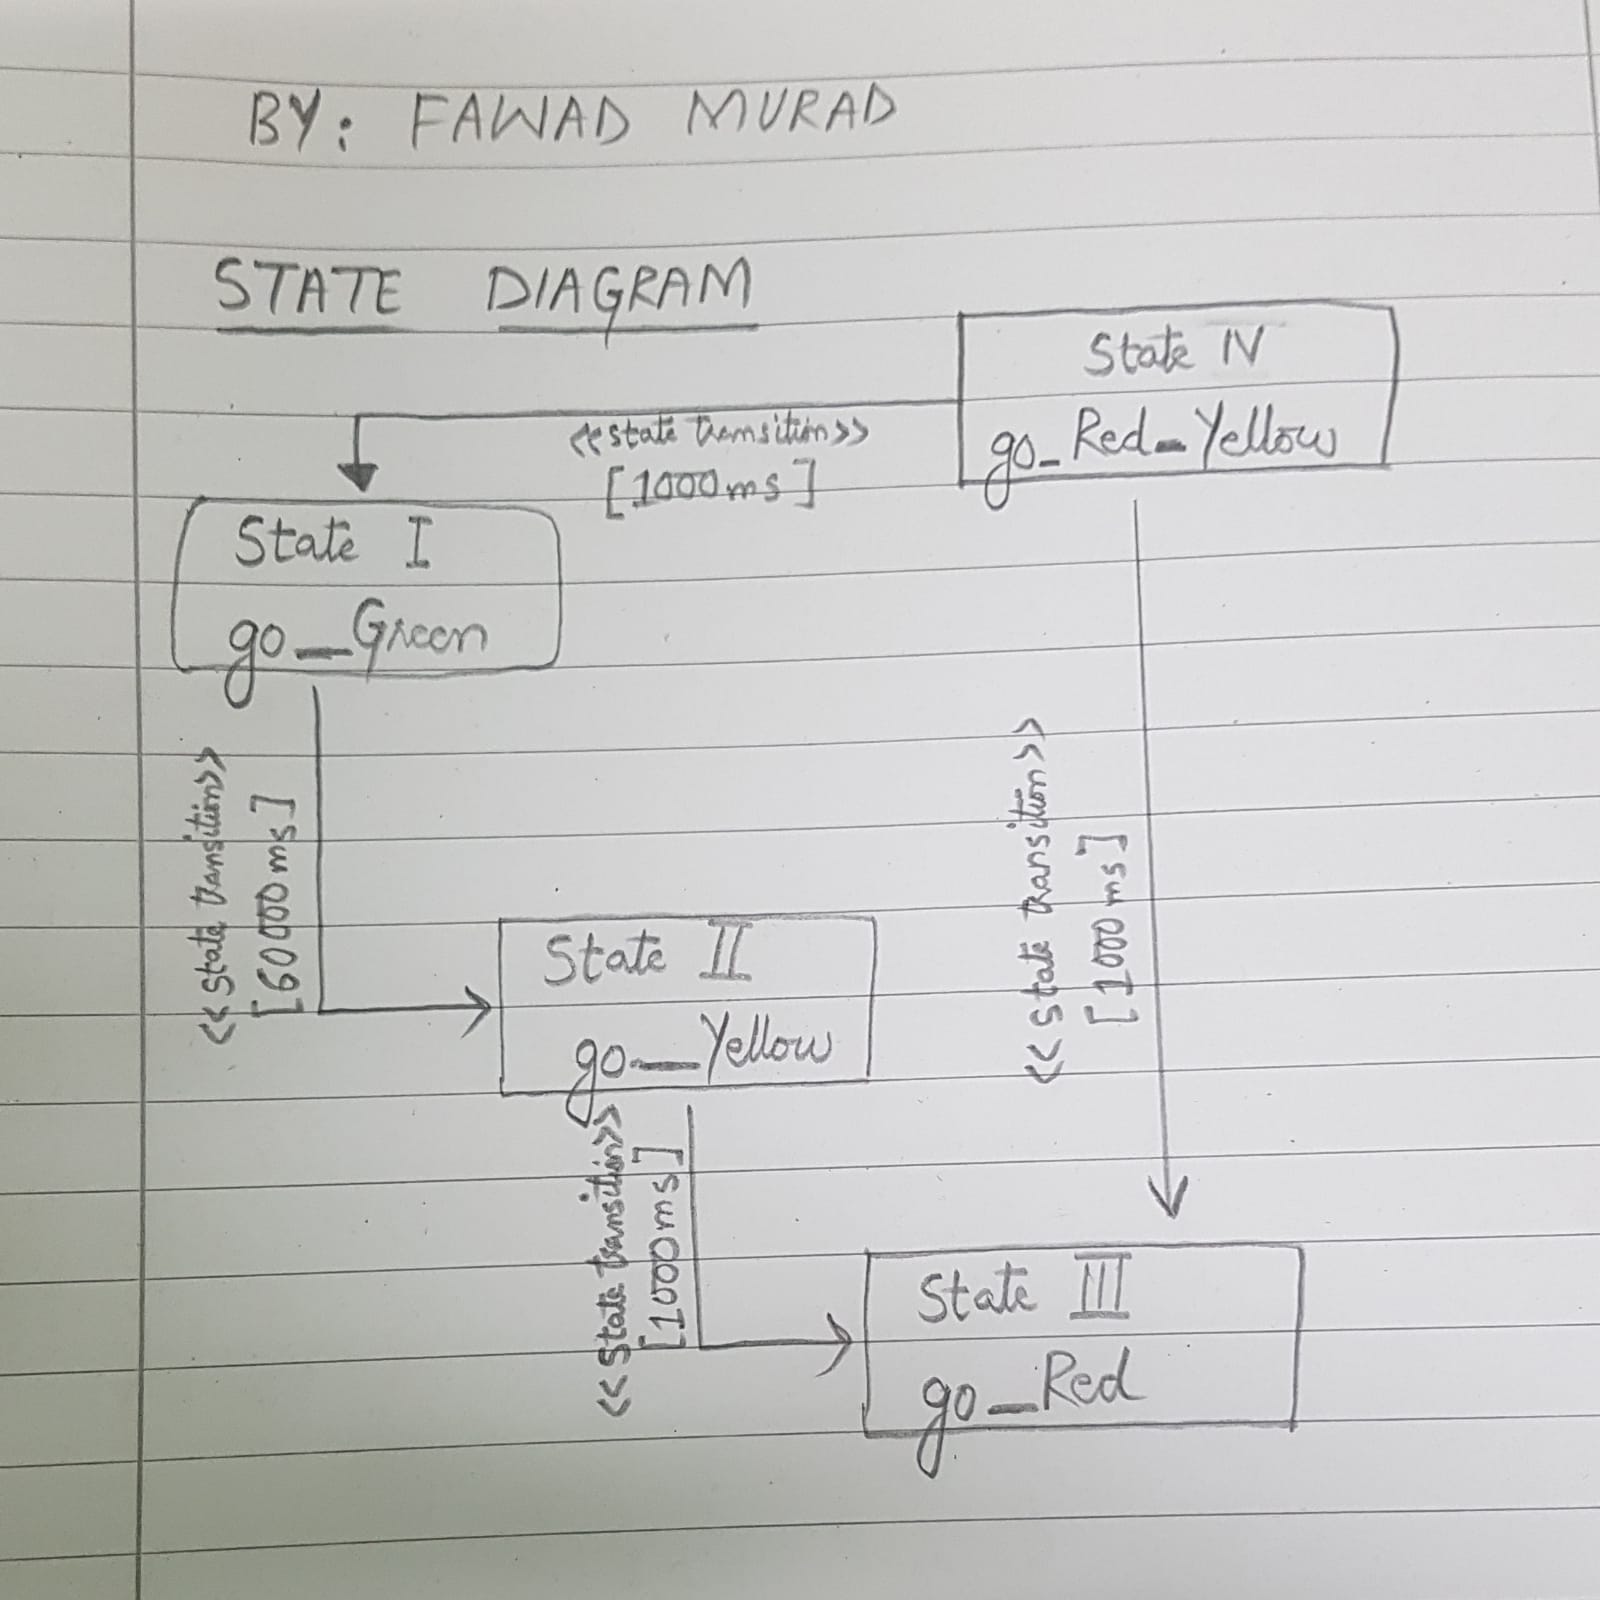 BY: FAWAD MURAD
STATE DIAGRAM
State IV
go_Red_Yellow
<<state transition>>
[1000ms]
State I
go_Green
<<state transition>>
[60000ms]
State II
go_Yellow
<<state transition>>
[1000ms]
<<state transition>>
[1000ms]
State III
go_Red